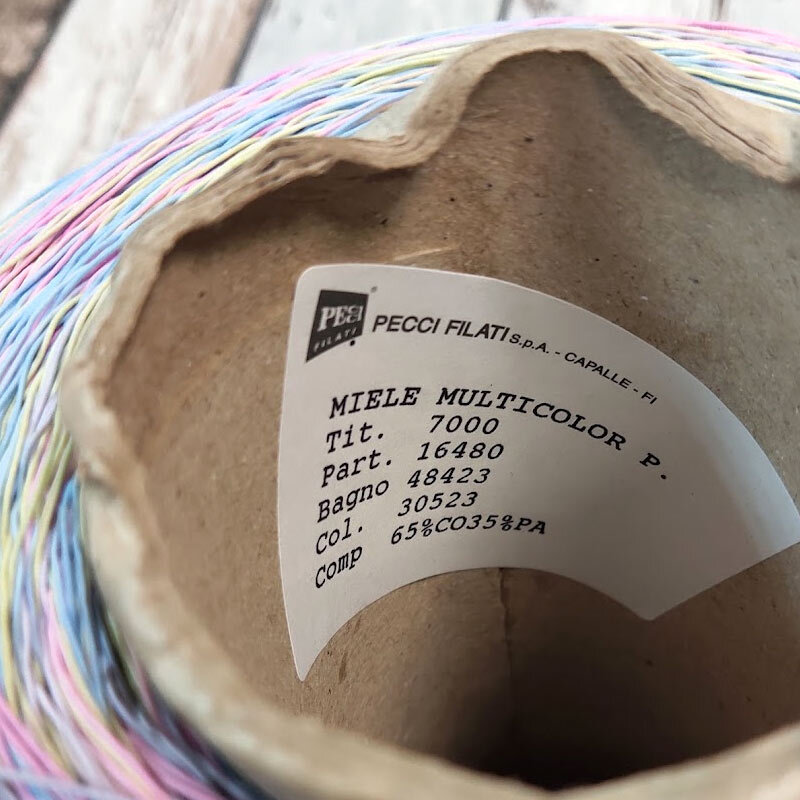 PECCI
FILATI
PECCI FILATI S.p.A. - CAPALLE - FI
MIELE MULTICOLOR P.
Tit. 7000
Part. 16480
Bagno 48423
Col. 30523
Comp 65%CO35%PA